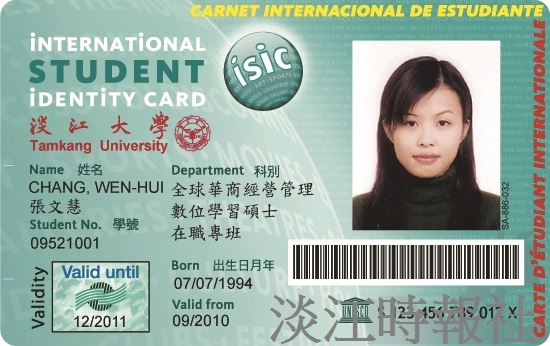 CARNET INTERNACIONAL DE ESTUDIANTE
INTERNATIONAL
STUDENT
IDENTITY CARD
isic
淡江大學
Tamkang University
Name 姓名
CHANG, WEN-HUI
張文慧
Student No. 學號
09521001
Department 科別
全球華商經營管理
數位學習碩士
在職專班
Validity
Valid until
12/2011
Born 出生日月年
07/07/1994
Valid from
09/2010
SA-886-032
S 123 456 789 017 X
CARTE D'ÉTUDIANT INTERNATIONALE
淡江時報社